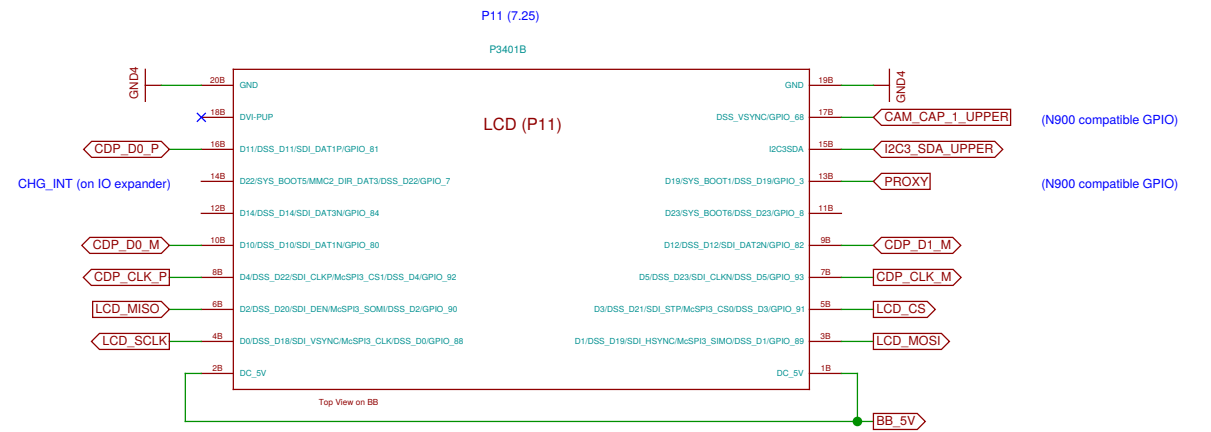 P11 (7.25)
P3401B
GND4 20B GND GND 19B GND4
18B DVI-PUP LCD (P11) DSS_VSYNC/GPIO_68 17B CAM_CAP_1_UPPER (N900 compatible GPIO)
CDP_D0_P 16B D11/DSS_D11/SDI_DAT1P/GPIO_81 I2C3SDA 15B I2C3_SDA_UPPER
CHG_INT (on IO expander) 14B D22/SYS_BOOT5/MMC2_DIR_DAT3/DSS_D22/GPIO_7 D19/SYS_BOOT1/DSS_D19/GPIO_3 13B PROXY (N900 compatible GPIO)
12B D14/DSS_D14/SDI_DAT3N/GPIO_84 D23/SYS_BOOT6/DSS_D23/GPIO_8 11B
CDP_D0_M 10B D10/DSS_D10/SDI_DAT1N/GPIO_80 D12/DSS_D12/SDI_DAT2N/GPIO_82 9B CDP_D1_M
CDP_CLK_P 8B D4/DSS_D22/SDI_CLKP/McSPI3_CS1/DSS_D4/GPIO_92 D5/DSS_D23/SDI_CLKN/DSS_D5/GPIO_93 7B CDP_CLK_M
LCD_MISO 6B D2/DSS_D20/SDI_DEN/McSPI3_SOMI/DSS_D2/GPIO_90 D3/DSS_D21/SDI_STP/McSPI3_CS0/DSS_D3/GPIO_91 5B LCD_CS
LCD_SCLK 4B D0/DSS_D18/SDI_VSYNC/McSPI3_CLK/DSS_D0/GPIO_88 D1/DSS_D19/SDI_HSYNC/McSPI3_SIMO/DSS_D1/GPIO_89 3B LCD_MOSI
2B DC_5V DC_5V 1B
Top View on BB
BB_5V